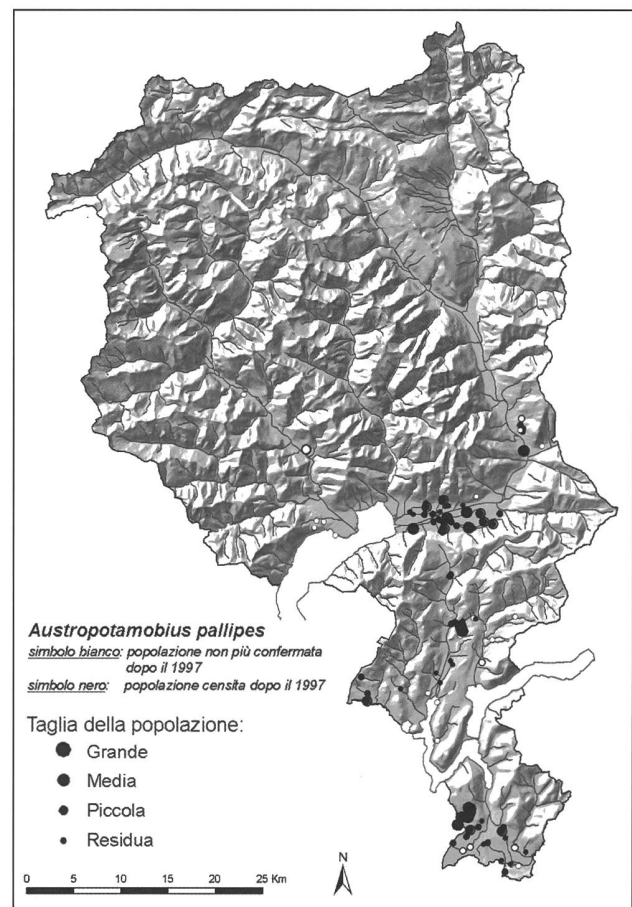 Austropotamobius pallipes
simbolo bianco: popolazione non più confermata
dopo il 1997
simbolo nero: popolazione censita dopo il 1997
Taglia della popolazione:
Grande
Media
Piccola
Residua
N
0 5 10 15 20 25 Km